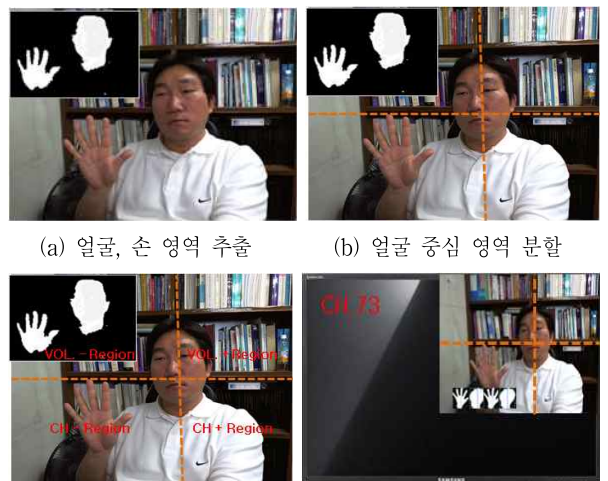 (a) 얼굴, 손 영역 추출
(b) 얼굴 중심 영역 분할
VOL. - Region
VOL. + Region
CH - Region
CH + Region
CH 73
SAMSUNG